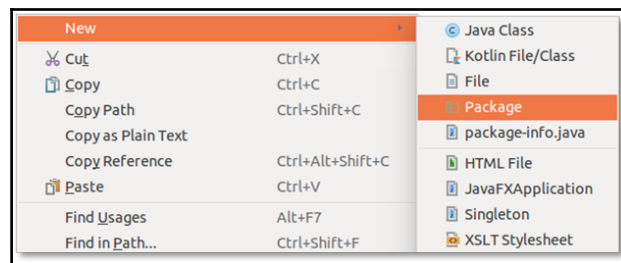 New
Cut Ctrl+X
Copy Ctrl+C
Copy Path Ctrl+Shift+C
Copy as Plain Text
Copy Reference Ctrl+Alt+Shift+C
Paste Ctrl+V
Find Usages Alt+F7
Find in Path... Ctrl+Shift+F
Java Class
Kotlin File/Class
File
Package
package-info.java
HTML File
JavaFXApplication
Singleton
XSLT Stylesheet